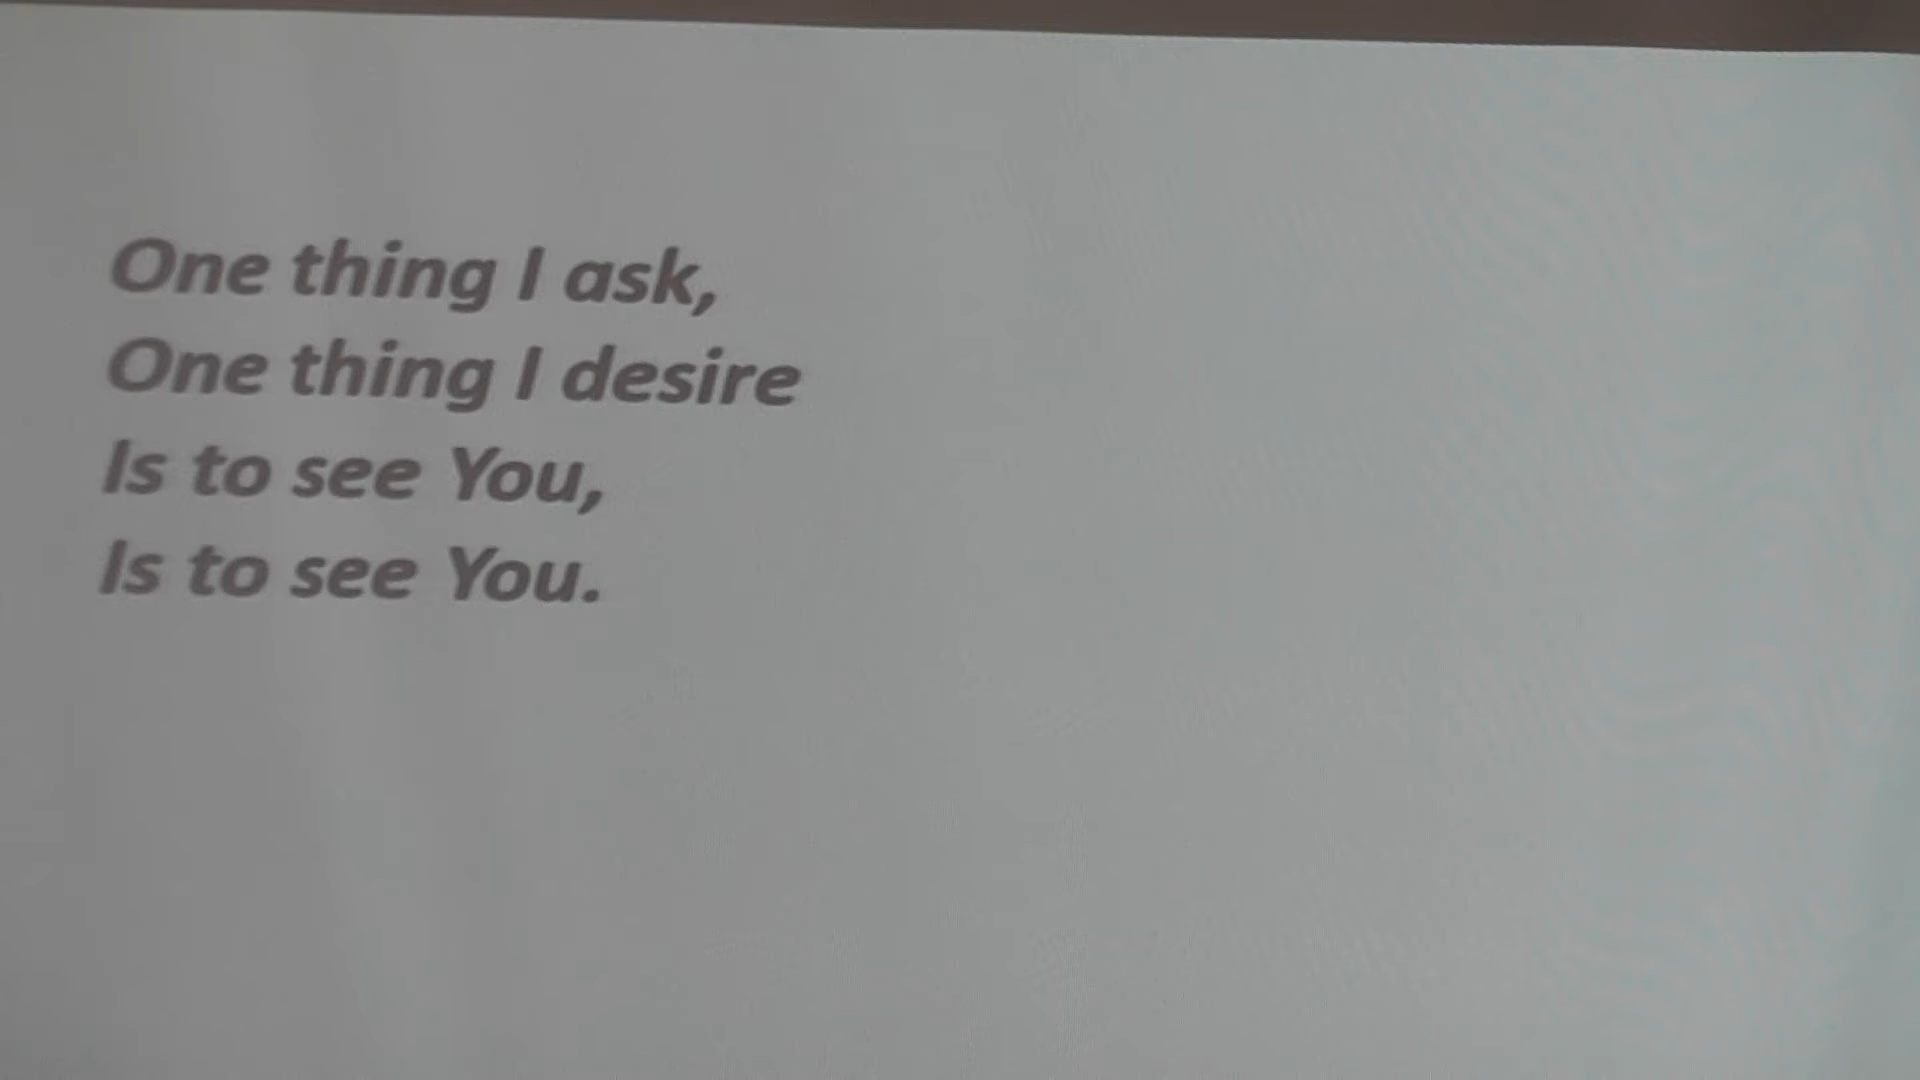 One thing I ask,
One thing I desire
Is to see You,
Is to see You.